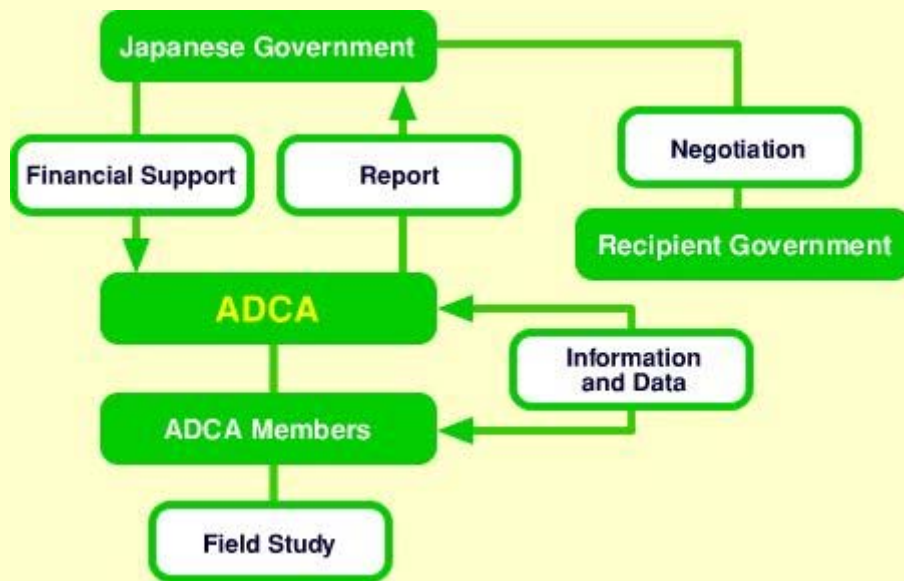 Japanese Government
Financial Support
Report
Negotiation
Recipient Government
ADCA
Information
and Data
ADCA Members
Field Study